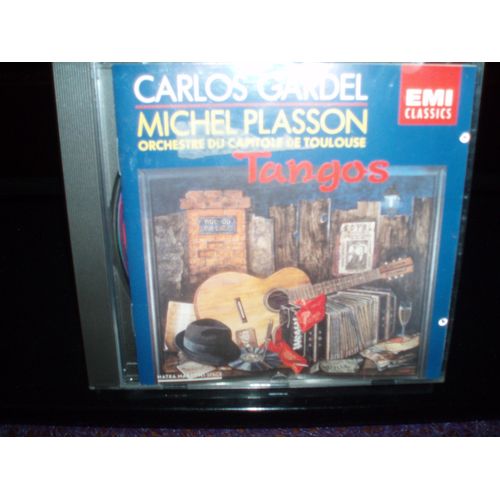 CARLOS GARDEL
EMI
CLASSICS
MICHEL PLASSON
ORCHESTRE DU CAPITOLE DE TOULOUSE
Tangos